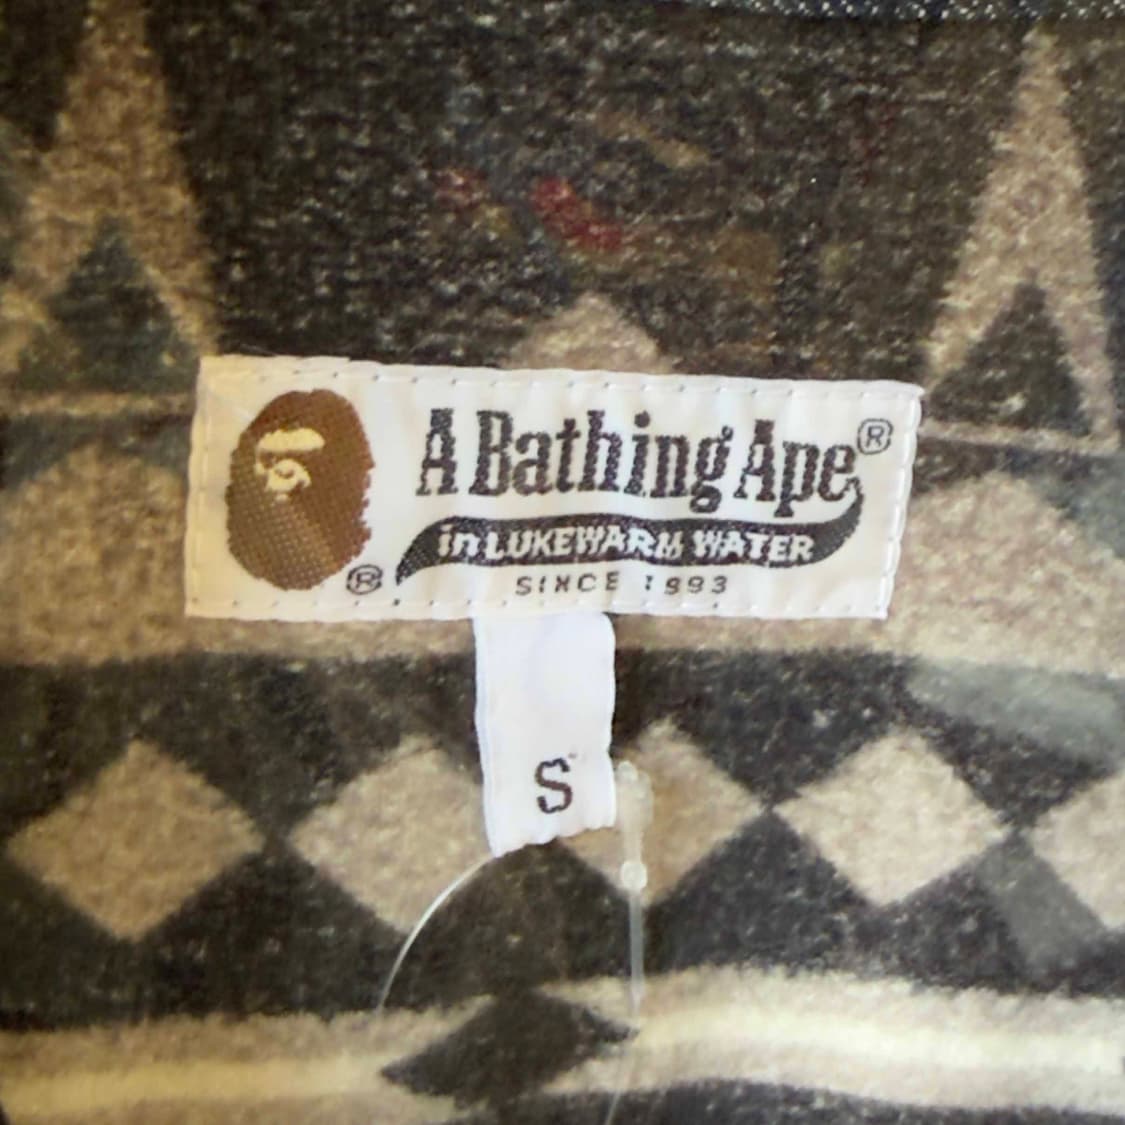 A Bathing Ape®
in LUKEWARM WATER
SINCE 1993
®
S